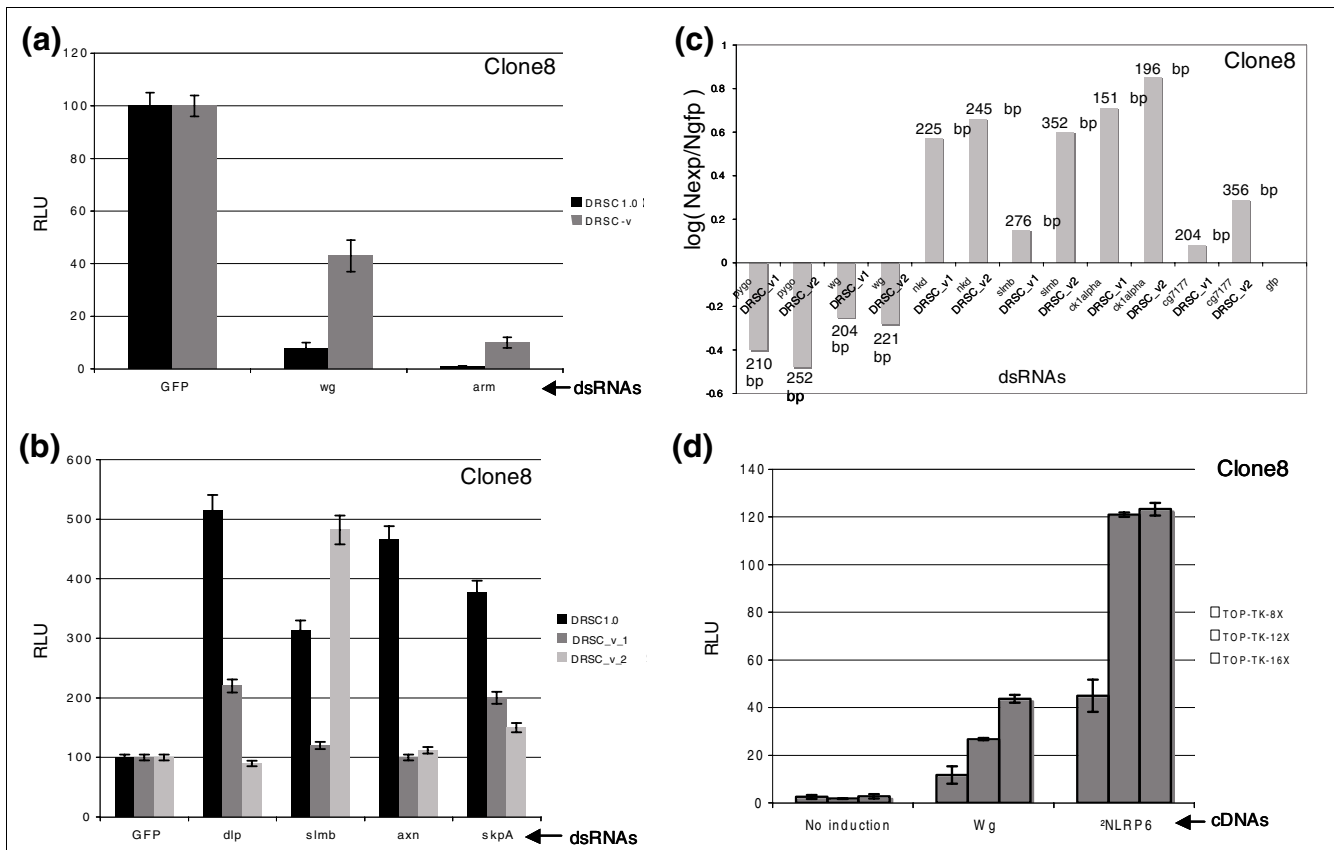 (a)
Clone8
120
100
80
60
40
20
0
RLU
GFP
wg
arm
dsRNAs
DRSC1.0
DRSC-v
(b)
Clone8
600
500
400
300
200
100
0
RLU
GFP
dlp
slmb
axn
skpA
dsRNAs
DRSC1.0
DRSC_v_1
DRSC_v_2
(c)
Clone8
1
0.8
0.6
0.4
0.2
0
-0.2
-0.4
-0.6
log(Nexp/Ngfp)
225 bp
245 bp
276 bp
352 bp
151 bp
196 bp
204 bp
356 bp
pygo
DRSC_v1
pygo
DRSC_v2
wg
DRSC_v1
wg
DRSC_v2
nkd
DRSC_v1
nkd
DRSC_v2
slmb
DRSC_v1
slmb
DRSC_v2
ck1alpha
DRSC_v1
ck1alpha
DRSC_v2
cg7177
DRSC_v1
cg7177
DRSC_v2
gfp
210
bp
252
bp
204
bp
221
bp
dsRNAs
(d)
Clone8
140
120
100
80
60
40
20
0
RLU
No induction
Wg
²NLRP6
cDNAs
TOP-TK-8X
TOP-TK-12X
TOP-TK-16X